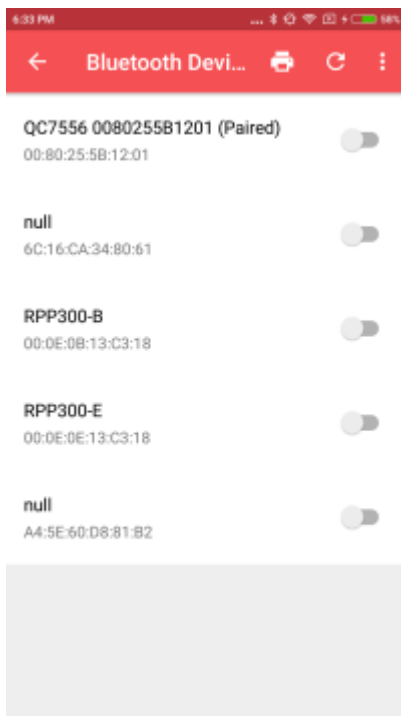 6:33 PM ... 58%
Bluetooth Devi...
QC7556 0080255B1201 (Paired)
00:80:25:5B:12:01
null
6C:16:CA:34:80:61
RPP300-B
00:0E:0B:13:C3:18
RPP300-E
00:0E:0E:13:C3:18
null
A4:5E:60:D8:81:B2